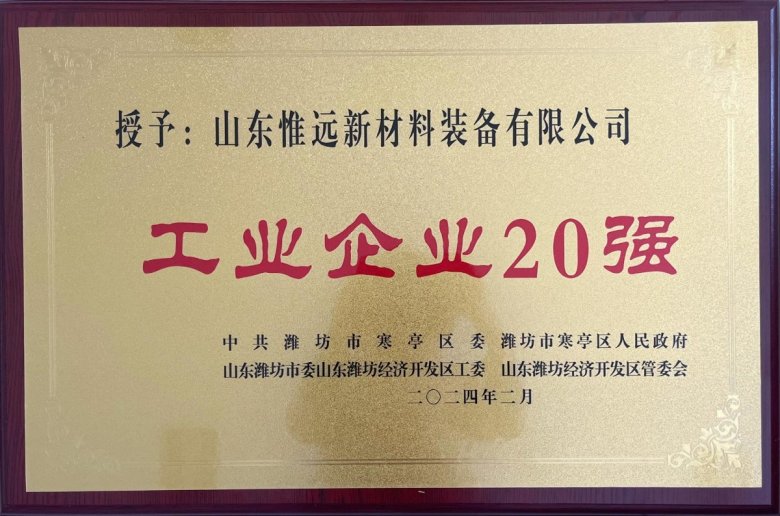 授予：山东惟远新材料装备有限公司
工业企业20强
中共潍坊市寒亭区委 潍坊市寒亭区人民政府
山东潍坊市委山东潍坊经济开发区工委 山东潍坊经济开发区管委会
二〇二四年二月